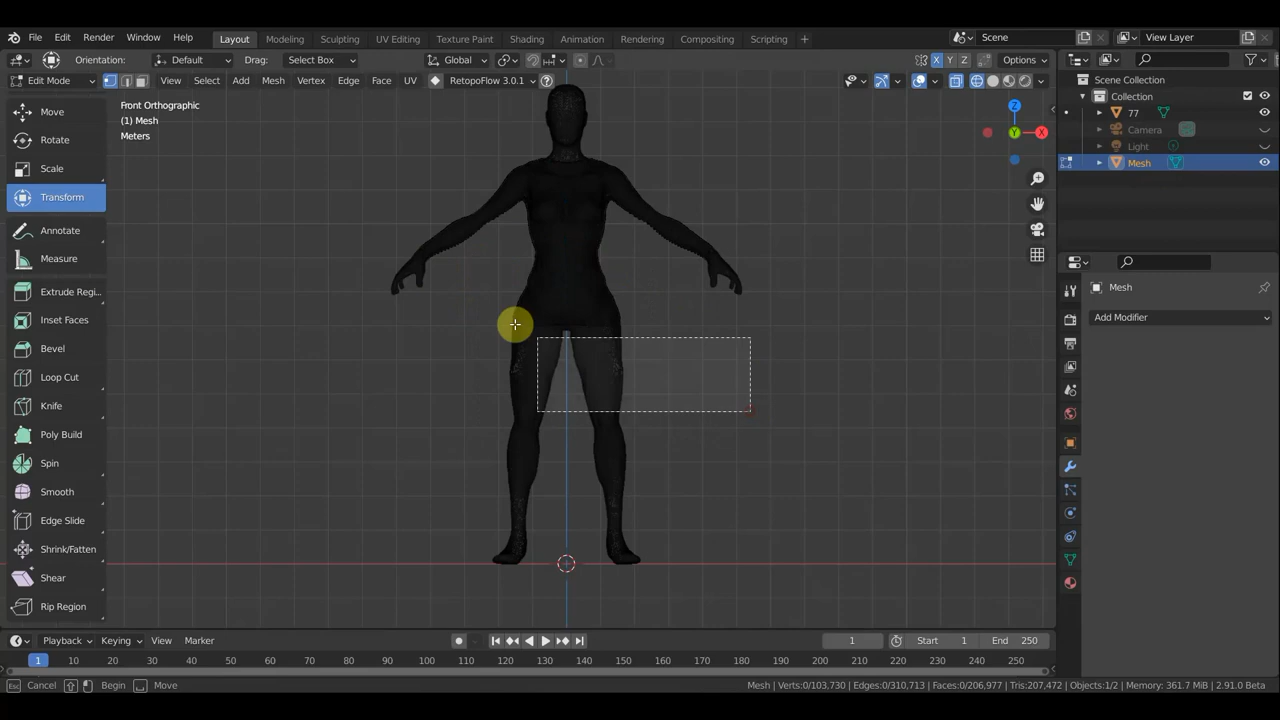 File Edit Render Window Help Layout Modeling Sculpting UV Editing Texture Paint Shading Animation Rendering Compositing Scripting + Scene View Layer
Orientation: Default Drag: Select Box Global X Y Z Options
Edit Mode View Select Add Mesh Vertex Edge Face UV RetopoFlow 3.0.1
Front Orthographic
(1) Mesh
Meters
Z
Y
X
Scene Collection
Collection
77
Camera
Light
Mesh
Mesh
Add Modifier
Move
Rotate
Scale
Transform
Annotate
Measure
Extrude Regi...
Inset Faces
Bevel
Loop Cut
Knife
Poly Build
Spin
Smooth
Edge Slide
Shrink/Fatten
Shear
Rip Region
Playback Keying View Marker 1 Start 1 End 250
1 10 20 30 40 50 60 70 80 90 100 110 120 130 140 150 160 170 180 190 200 210 220 230 240 250
Esc Cancel Begin Move Mesh | Verts:0/103,730 | Edges:0/310,713 | Faces:0/206,977 | Tris:207,472 | Objects:1/2 | Memory: 361.7 MiB | 2.91.0 Beta